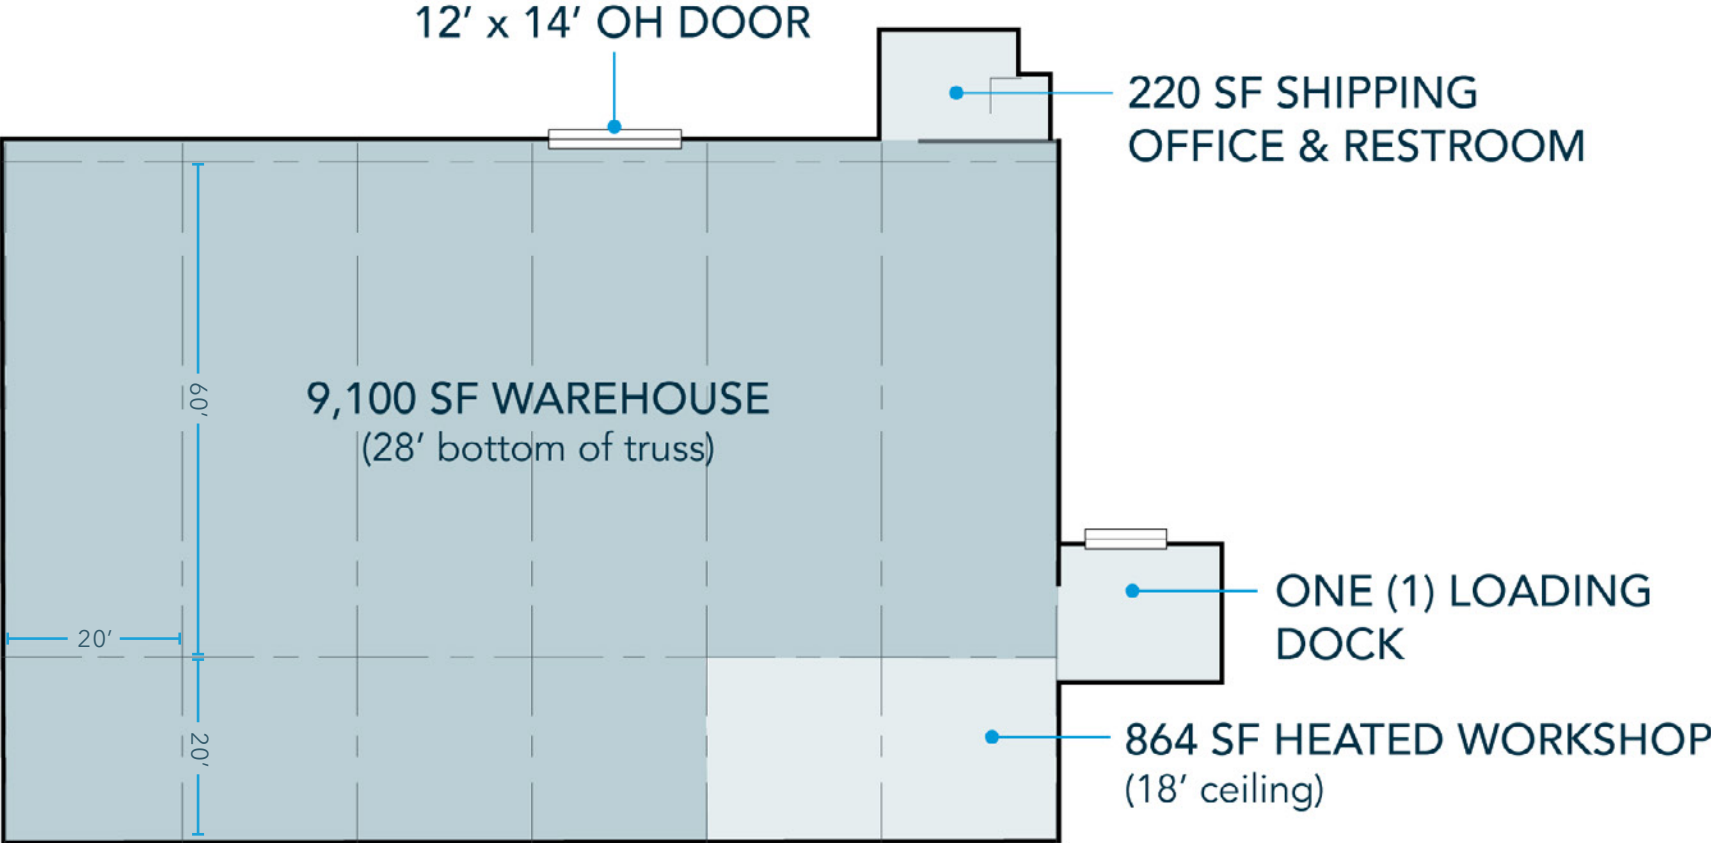 12’ x 14’ OH DOOR
220 SF SHIPPING
OFFICE & RESTROOM
60’
9,100 SF WAREHOUSE
(28’ bottom of truss)
ONE (1) LOADING
DOCK
20’
20’
864 SF HEATED WORKSHOP
(18’ ceiling)